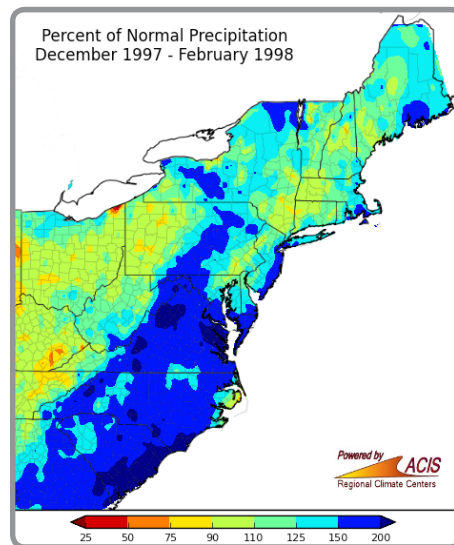 Percent of Normal Precipitation
December 1997 - February 1998
Powered by
ACIS
Regional Climate Centers
25 50 75 90 110 125 150 200